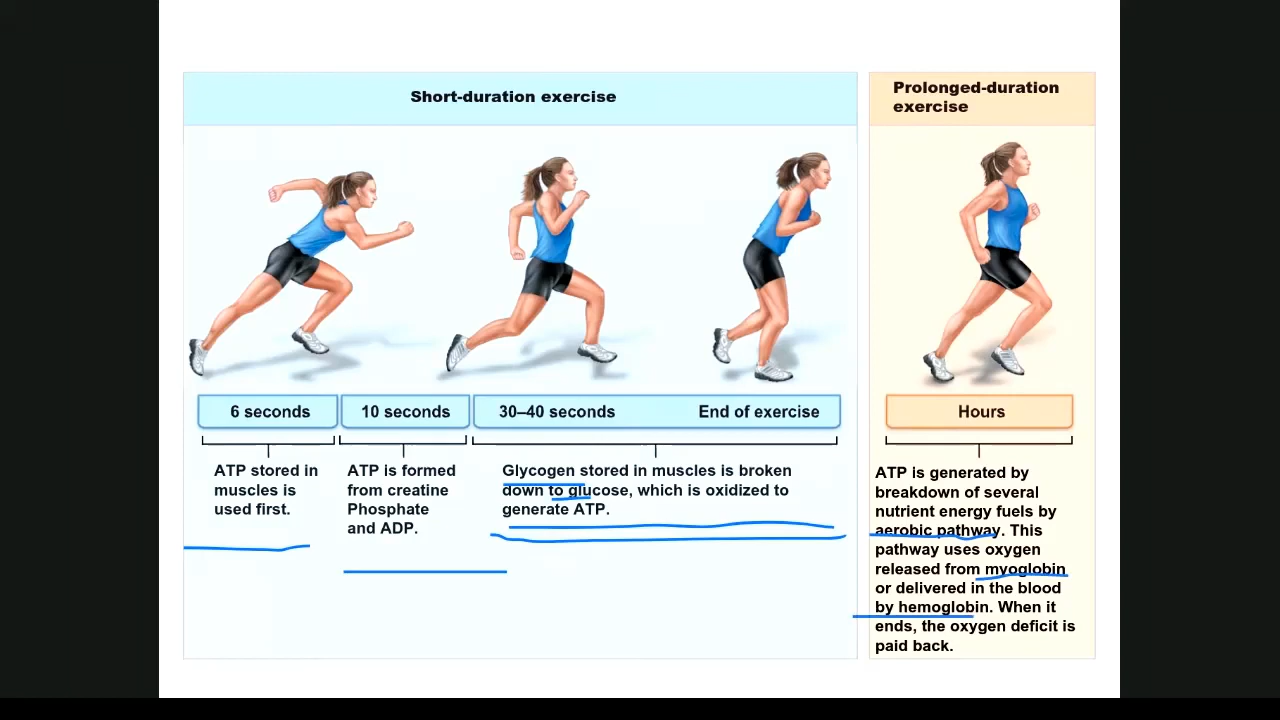 Short-duration exercise
Prolonged-duration
exercise
6 seconds
10 seconds
30–40 seconds
End of exercise
Hours
ATP stored in
muscles is
used first.
ATP is formed
from creatine
Phosphate
and ADP.
Glycogen stored in muscles is broken
down to glucose, which is oxidized to
generate ATP.
ATP is generated by
breakdown of several
nutrient energy fuels by
aerobic pathway. This
pathway uses oxygen
released from myoglobin
or delivered in the blood
by hemoglobin. When it
ends, the oxygen deficit is
paid back.